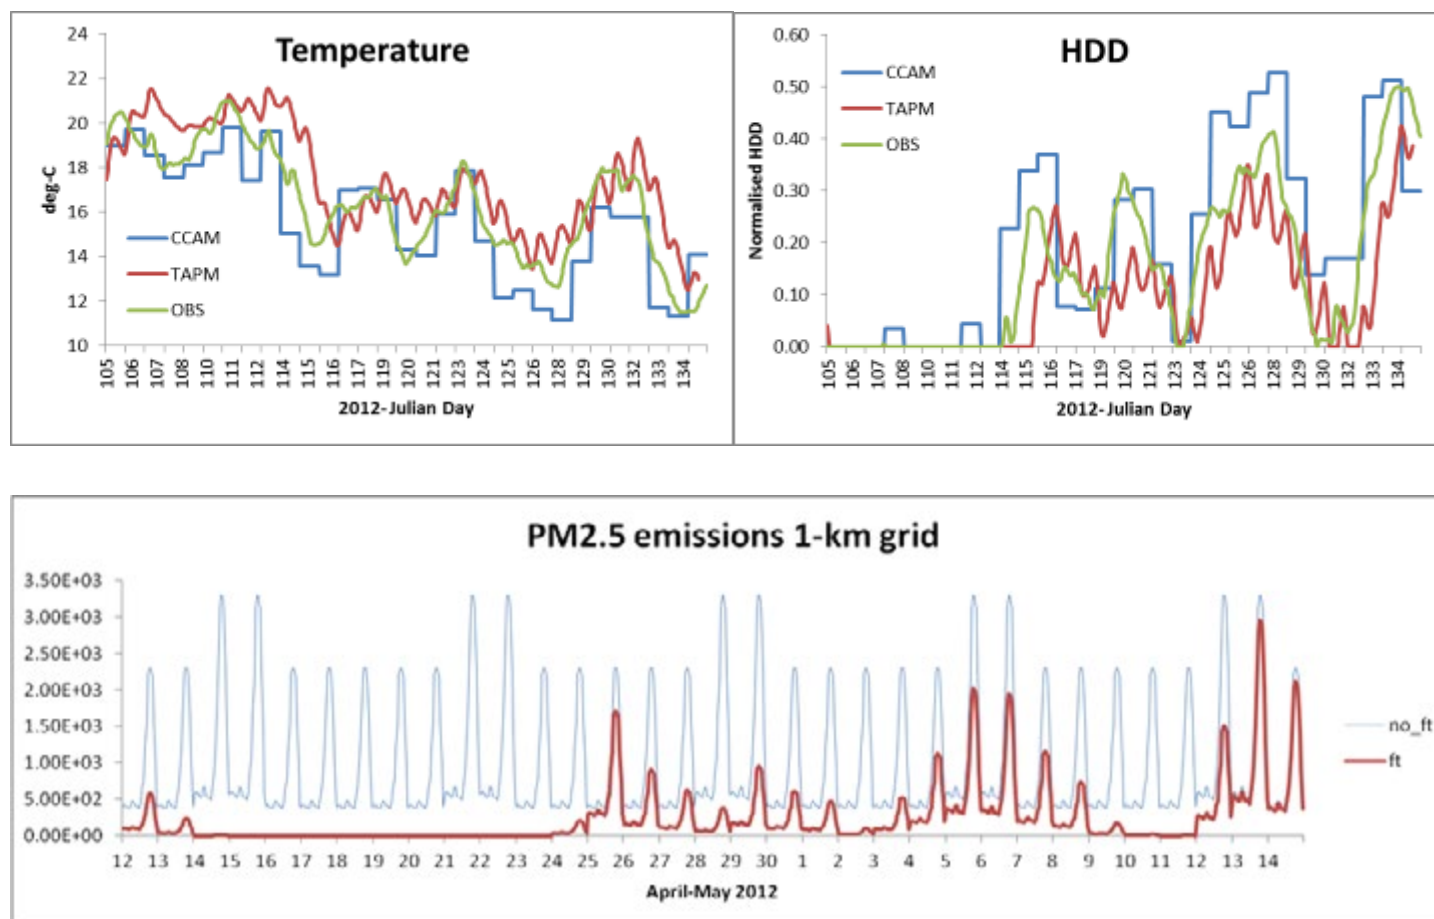 Temperature
24
22
20
18
16
14
12
10
deg-C
CCAM
TAPM
OBS
105 106 107 108 110 111 112 113 114 115 116 117 118 119 120 121 123 124 125 126 128 129 130 132 133 134
2012-Julian Day
HDD
0.60
0.50
0.40
0.30
0.20
0.10
0.00
Normalised HDD
CCAM
TAPM
OBS
105 106 107 108 110 111 112 113 114 115 116 117 119 120 121 123 124 125 126 128 129 130 131 133 134
2012-Julian Day
PM2.5 emissions 1-km grid
3.50E+03
3.00E+03
2.50E+03
2.00E+03
1.50E+03
1.00E+03
5.00E+02
0.00E+00
12 13 14 15 16 17 18 19 20 21 22 23 24 25 26 27 28 29 30 1 2 3 4 5 6 7 8 9 10 11 12 13 14
April-May 2012
no_ft
ft